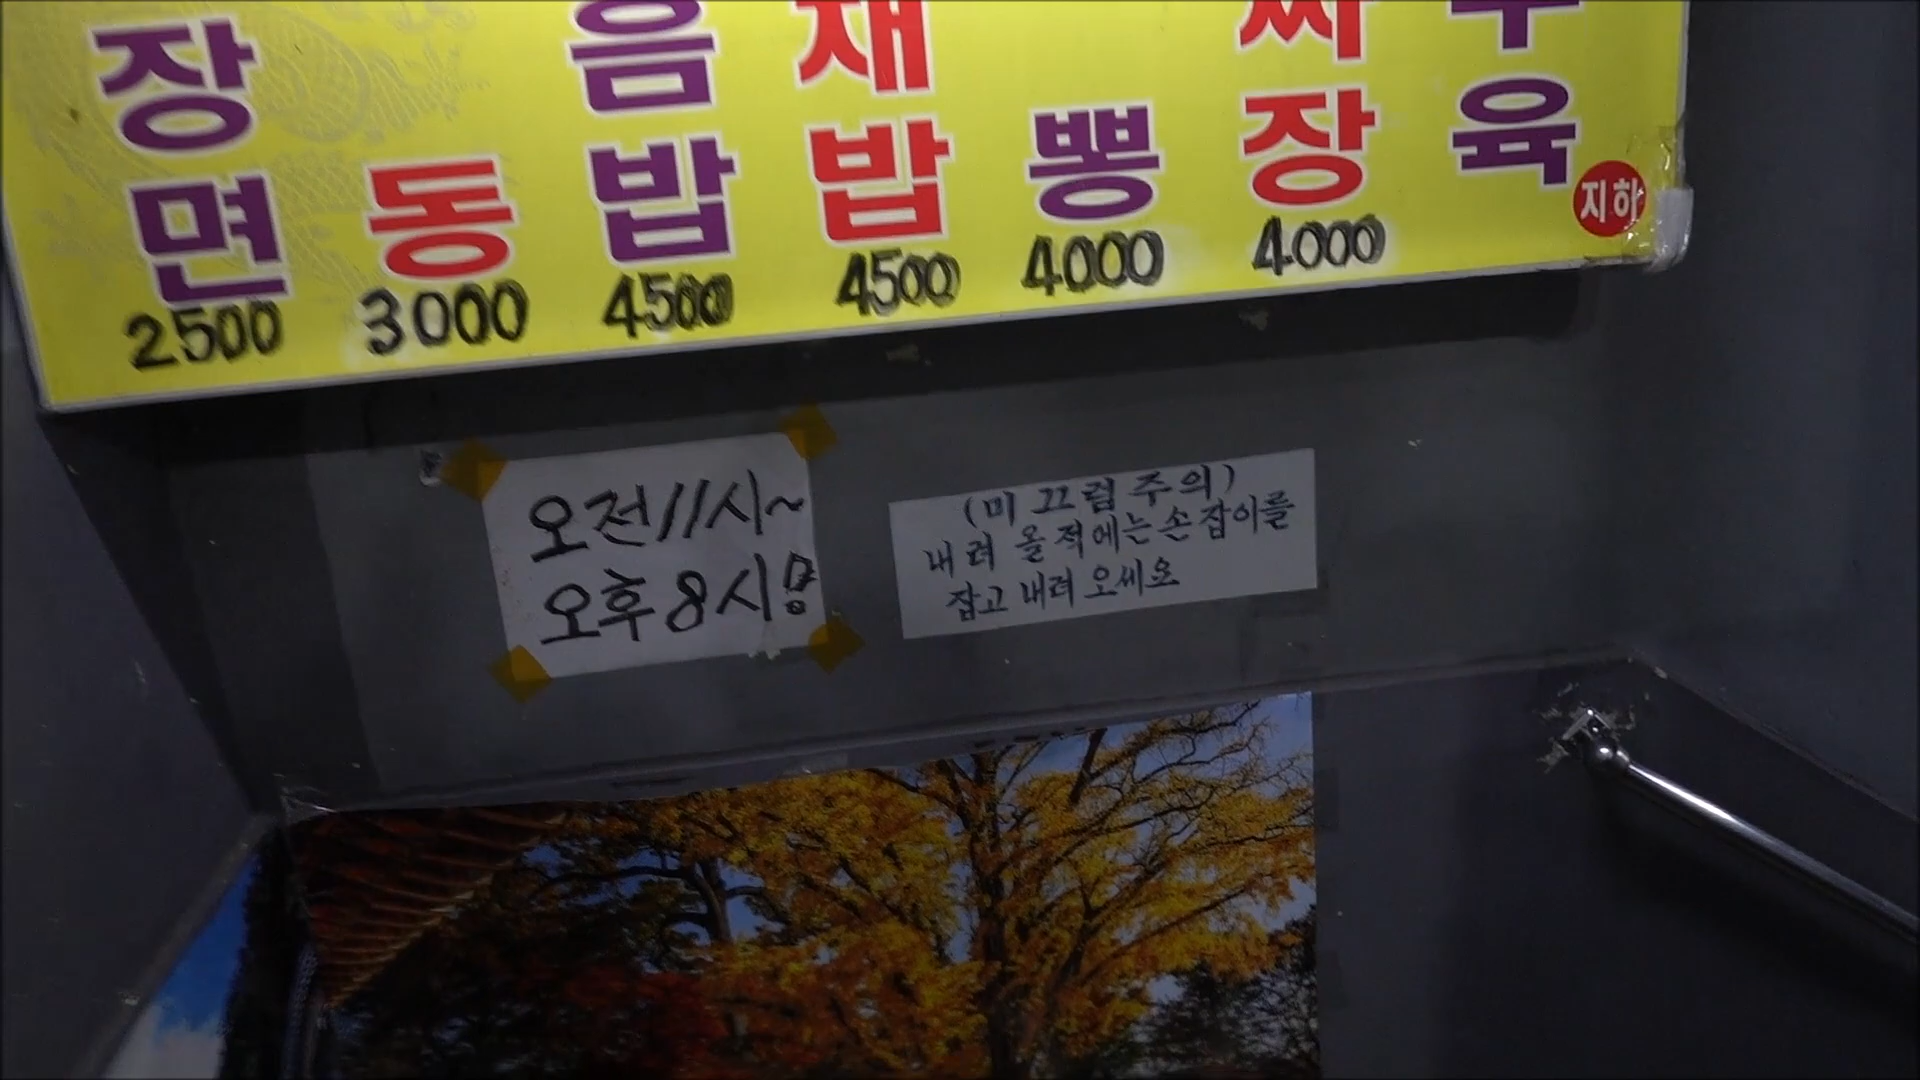 장면
동
음밥
재밥
뽕
짜장
육
지하
2500
3000
4500
4500
4000
4000
오전11시~
오후8시
(미끄럼주의)
내려 올적에는손잡이를
잡고 내려오세요